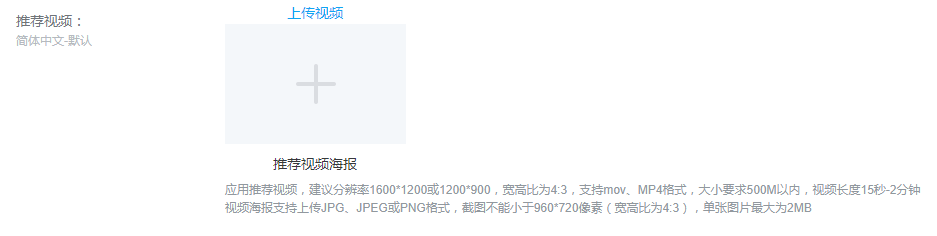 推荐视频：
简体中文-默认
上传视频
推荐视频海报
应用推荐视频，建议分辨率1600*1200或1200*900，宽高比为4:3，支持mov、MP4格式，大小要求500M以内，视频长度15秒-2分钟
视频海报支持上传JPG、JPEG或PNG格式，截图不能小于960*720像素（宽高比为4:3），单张图片最大为2MB